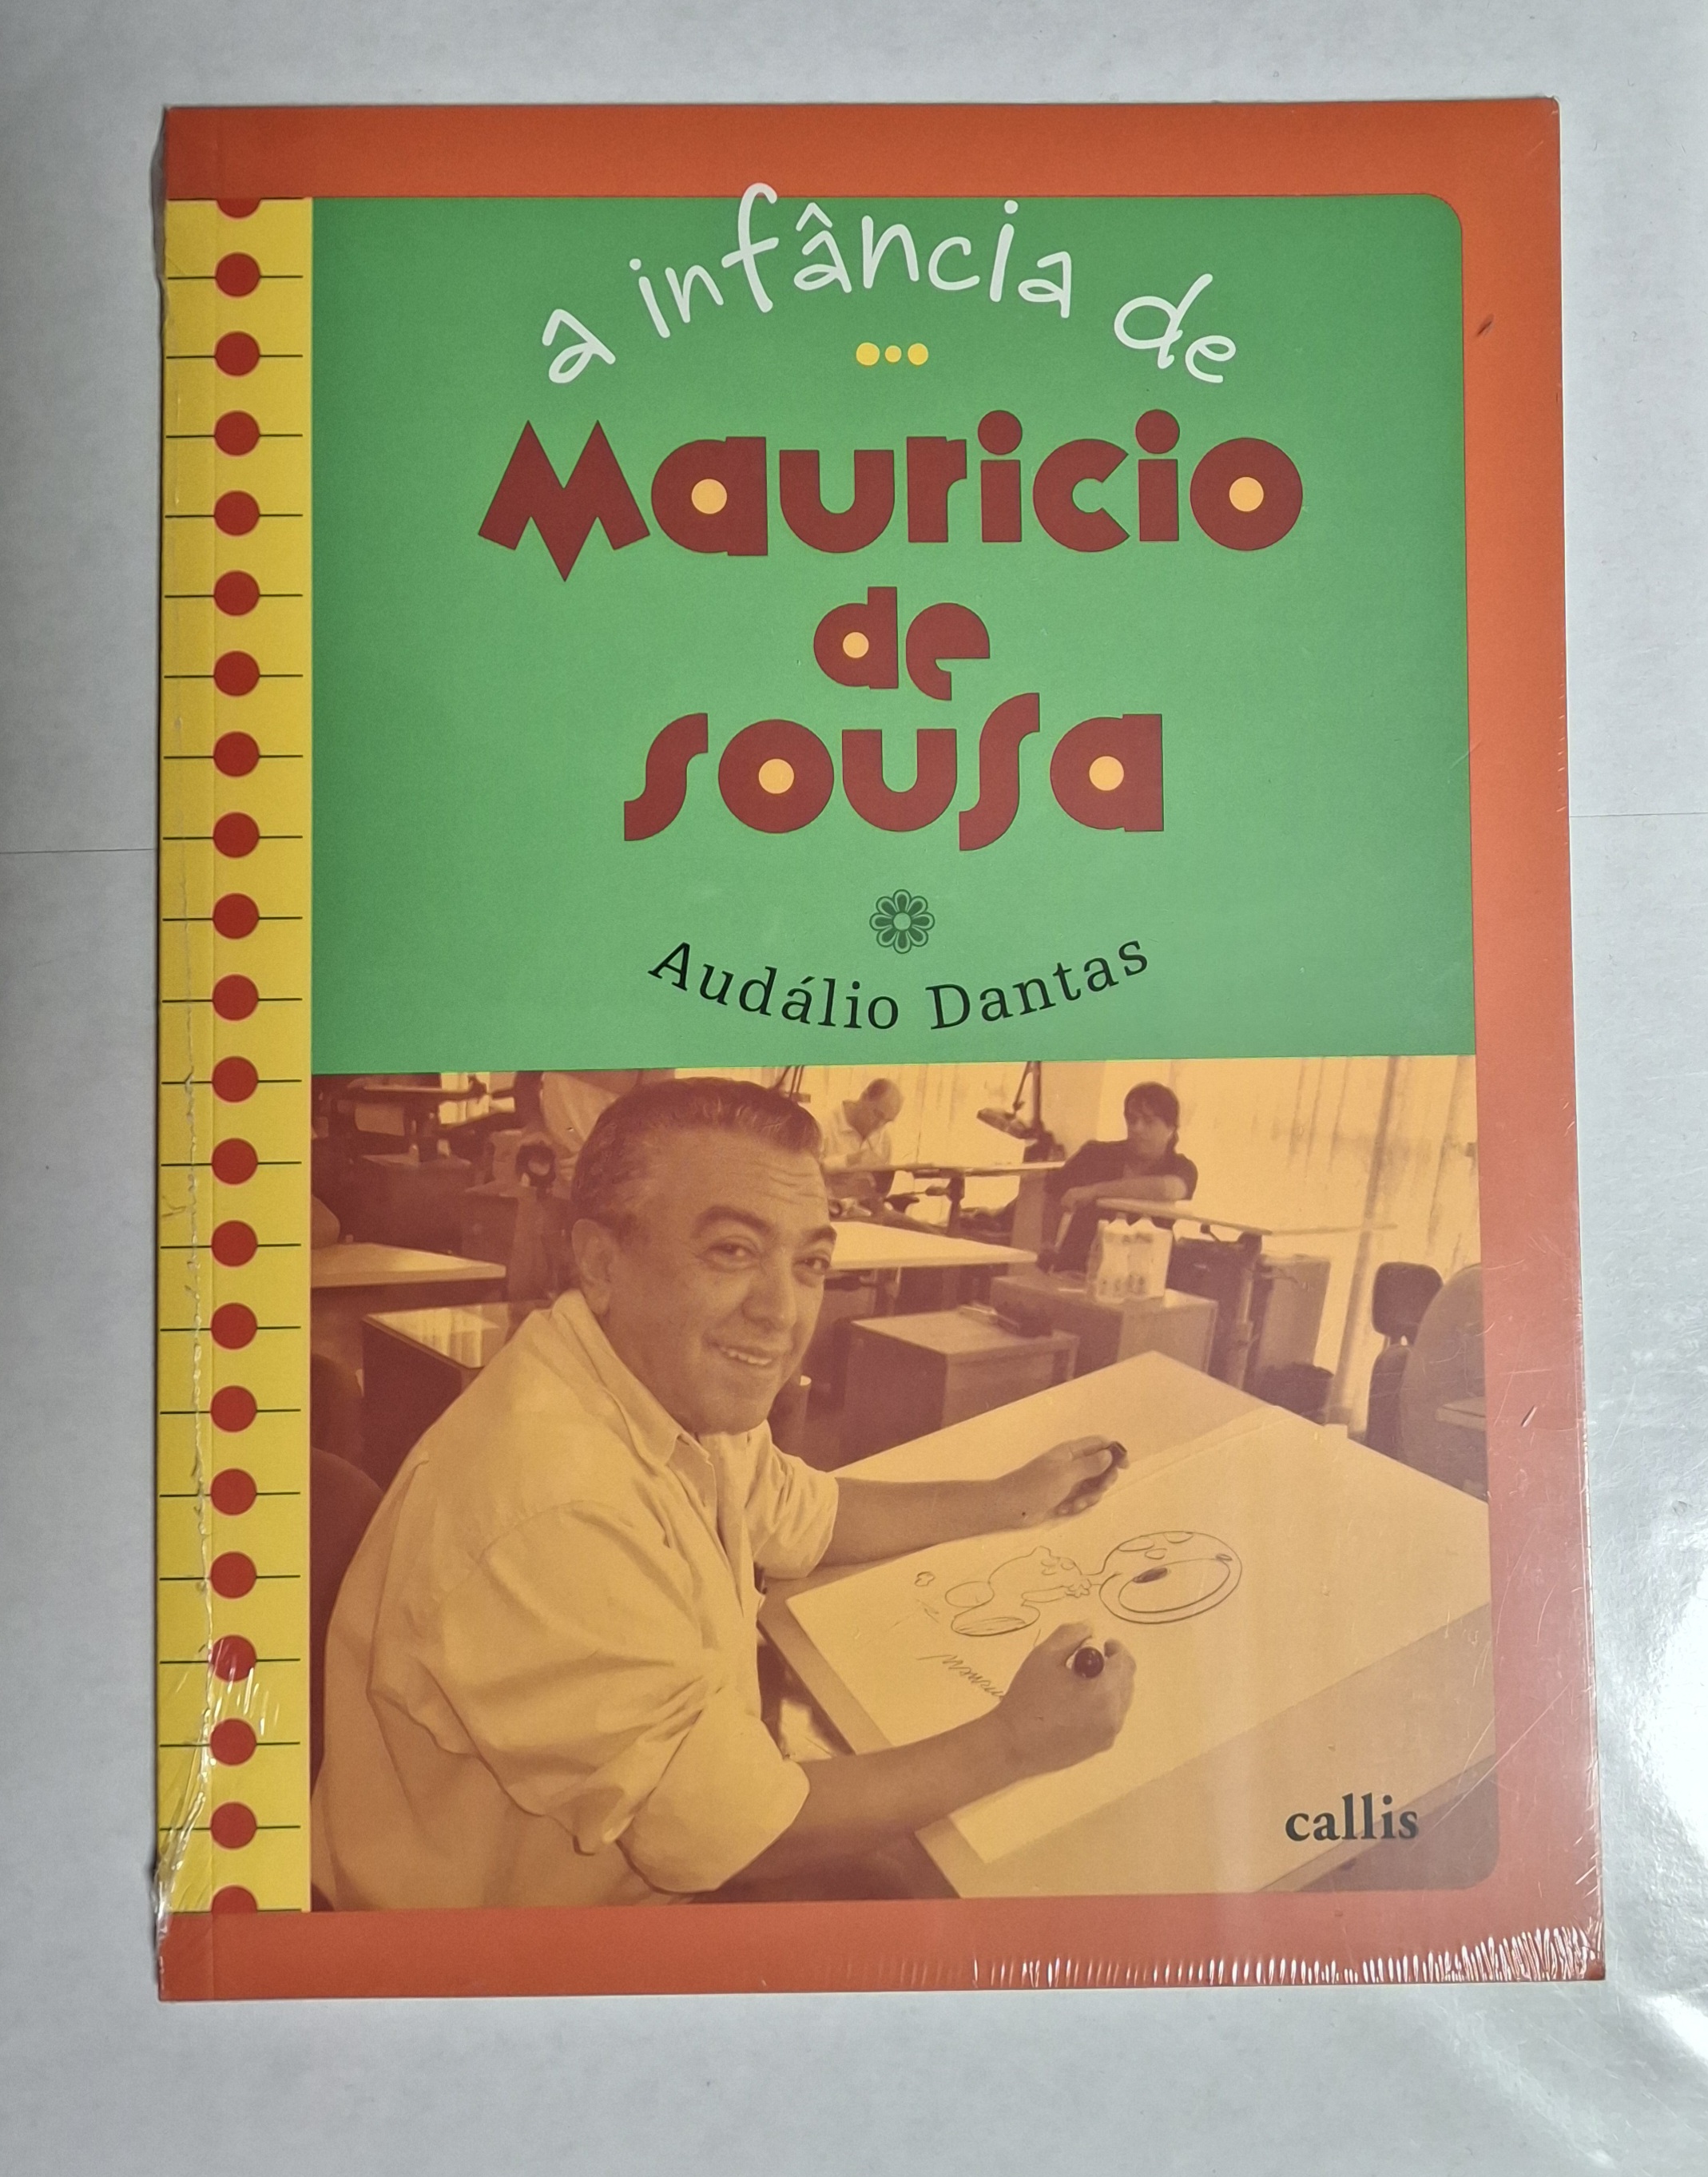 a infância de
Mauricio
de
sousa
Audálio Dantas
callis